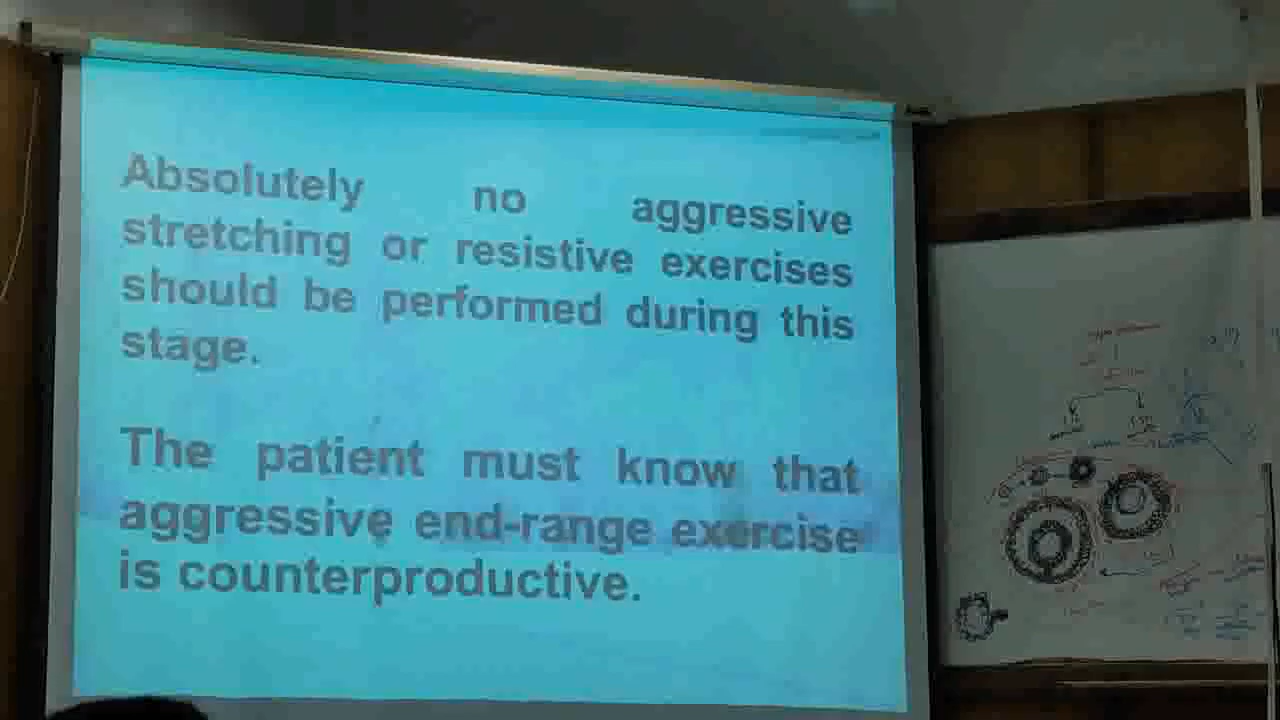 Absolutely no aggressive
stretching or resistive exercises
should be performed during this
stage.
The patient must know that
aggressive end-range exercise
is counterproductive.